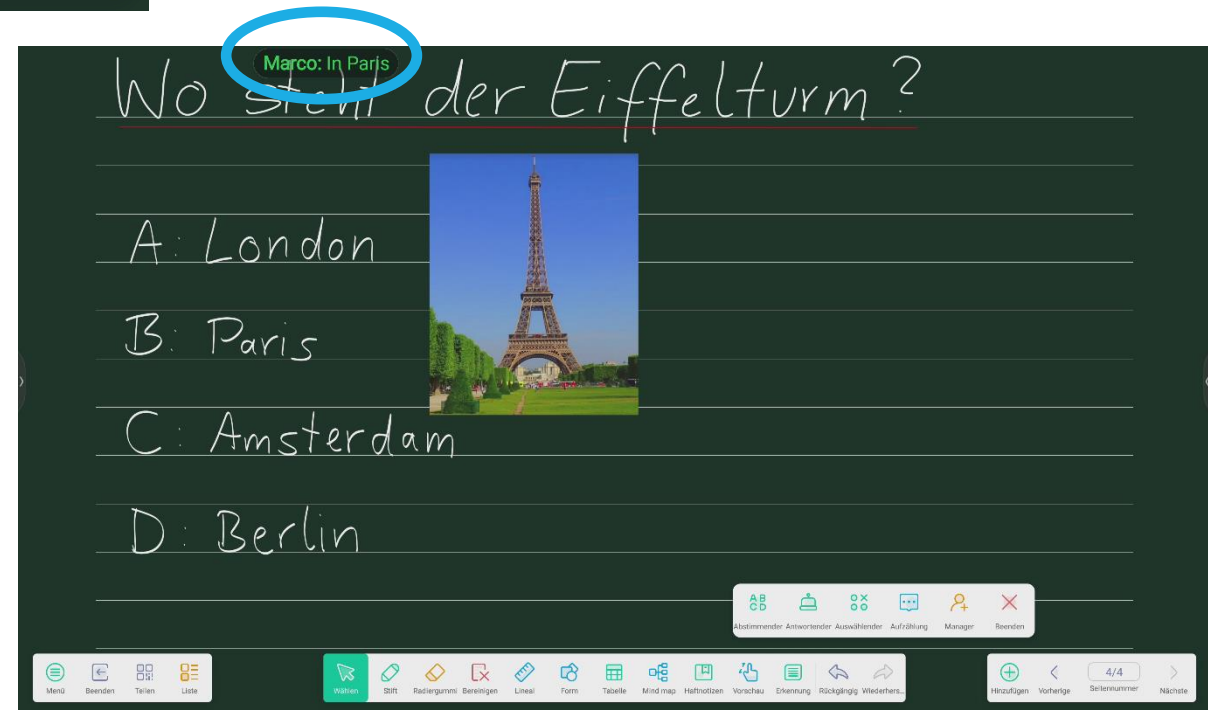 Marco: In Paris
Wo steht der Eiffelturm?
A: London
B: Paris
C: Amsterdam
D: Berlin
AB
CD
Abstimmender Antwortender Auswählender Aufzählung Manager Beenden
Menü Beenden Teilen Liste
Wählen Stift Radiergummi Bereinigen Lineal Form Tabelle Mind map Haftnotizen Vorschau Erkennung Rückgängig Wiederhers...
4/4
Hinzufügen Vorherige Seitennummer Nächste